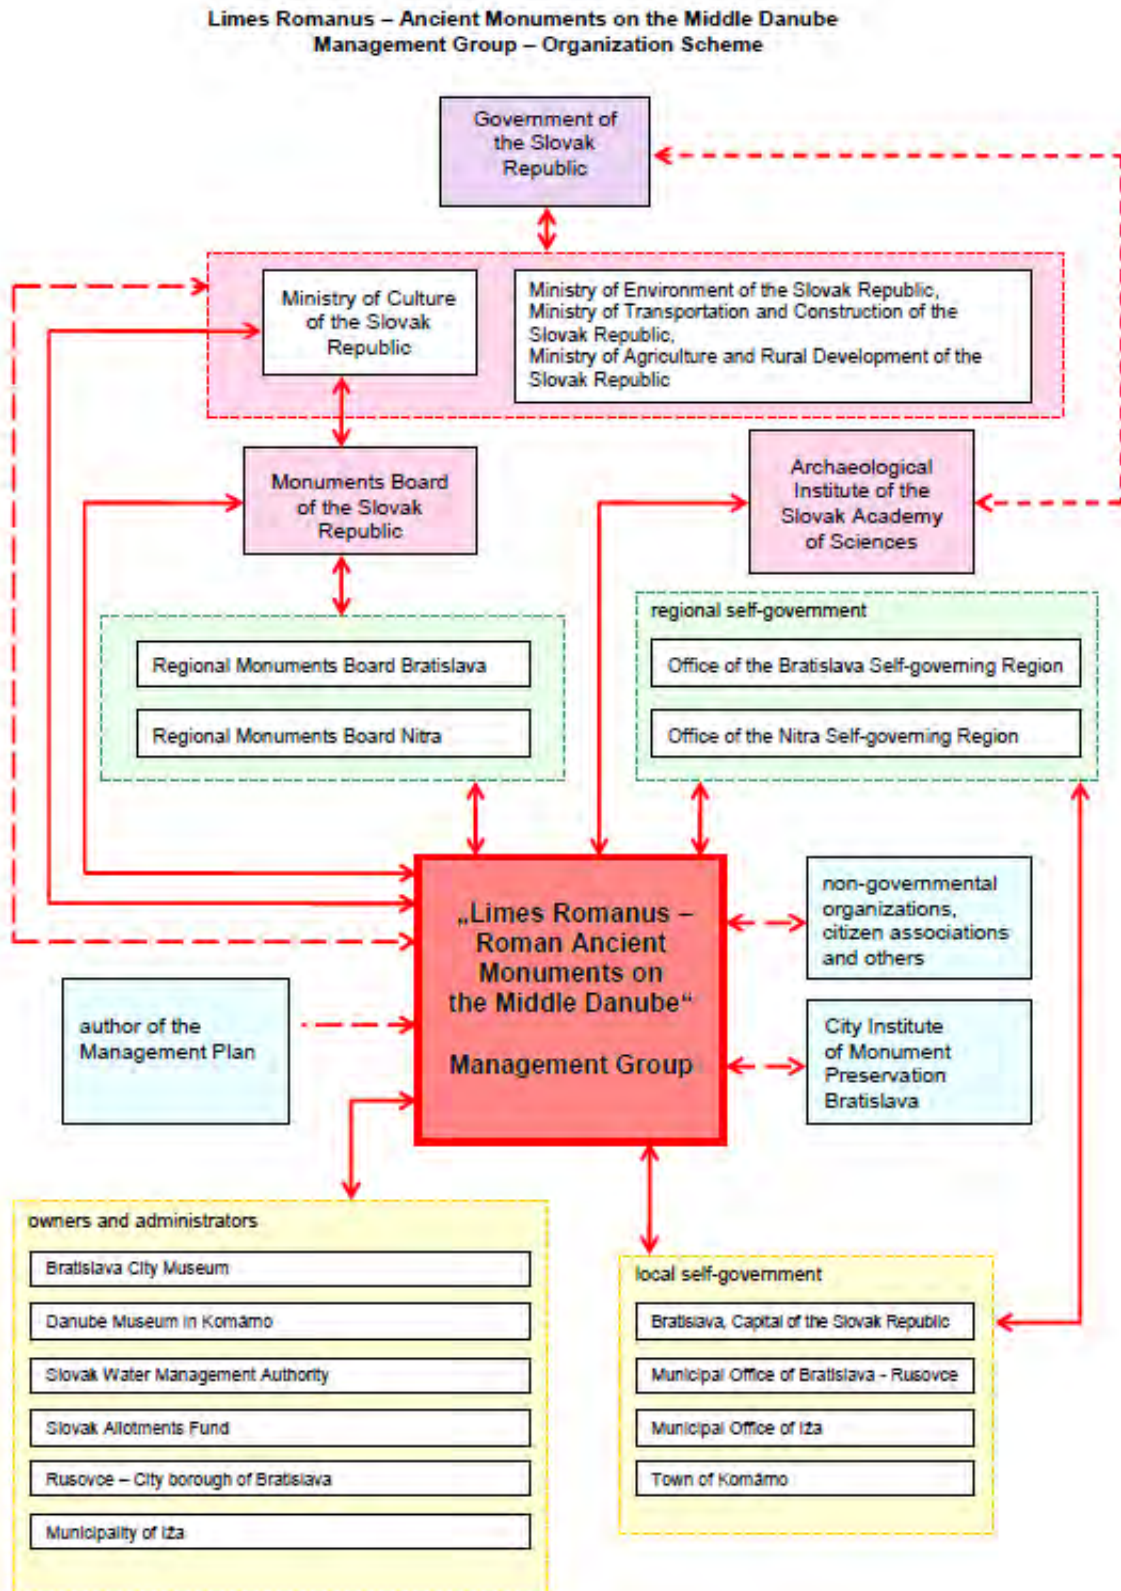 Limes Romanus – Ancient Monuments on the Middle Danube
Management Group – Organization Scheme
Government of
the Slovak
Republic
Ministry of Culture
of the Slovak
Republic
Ministry of Environment of the Slovak Republic,
Ministry of Transportation and Construction of the
Slovak Republic,
Ministry of Agriculture and Rural Development of the
Slovak Republic
Monuments Board
of the Slovak
Republic
Archaeological
Institute of the
Slovak Academy
of Sciences
regional self-government
Regional Monuments Board Bratislava
Office of the Bratislava Self-governing Region
Regional Monuments Board Nitra
Office of the Nitra Self-governing Region
„Limes Romanus –
Roman Ancient
Monuments on
the Middle Danube“
Management Group
non-governmental
organizations,
citizen associations
and others
author of the
Management Plan
City Institute
of Monument
Preservation
Bratislava
owners and administrators
Bratislava City Museum
Danube Museum in Komárno
Slovak Water Management Authority
Slovak Allotments Fund
Rusovce – City borough of Bratislava
Municipality of Iža
local self-government
Bratislava, Capital of the Slovak Republic
Municipal Office of Bratislava - Rusovce
Municipal Office of Iža
Town of Komárno